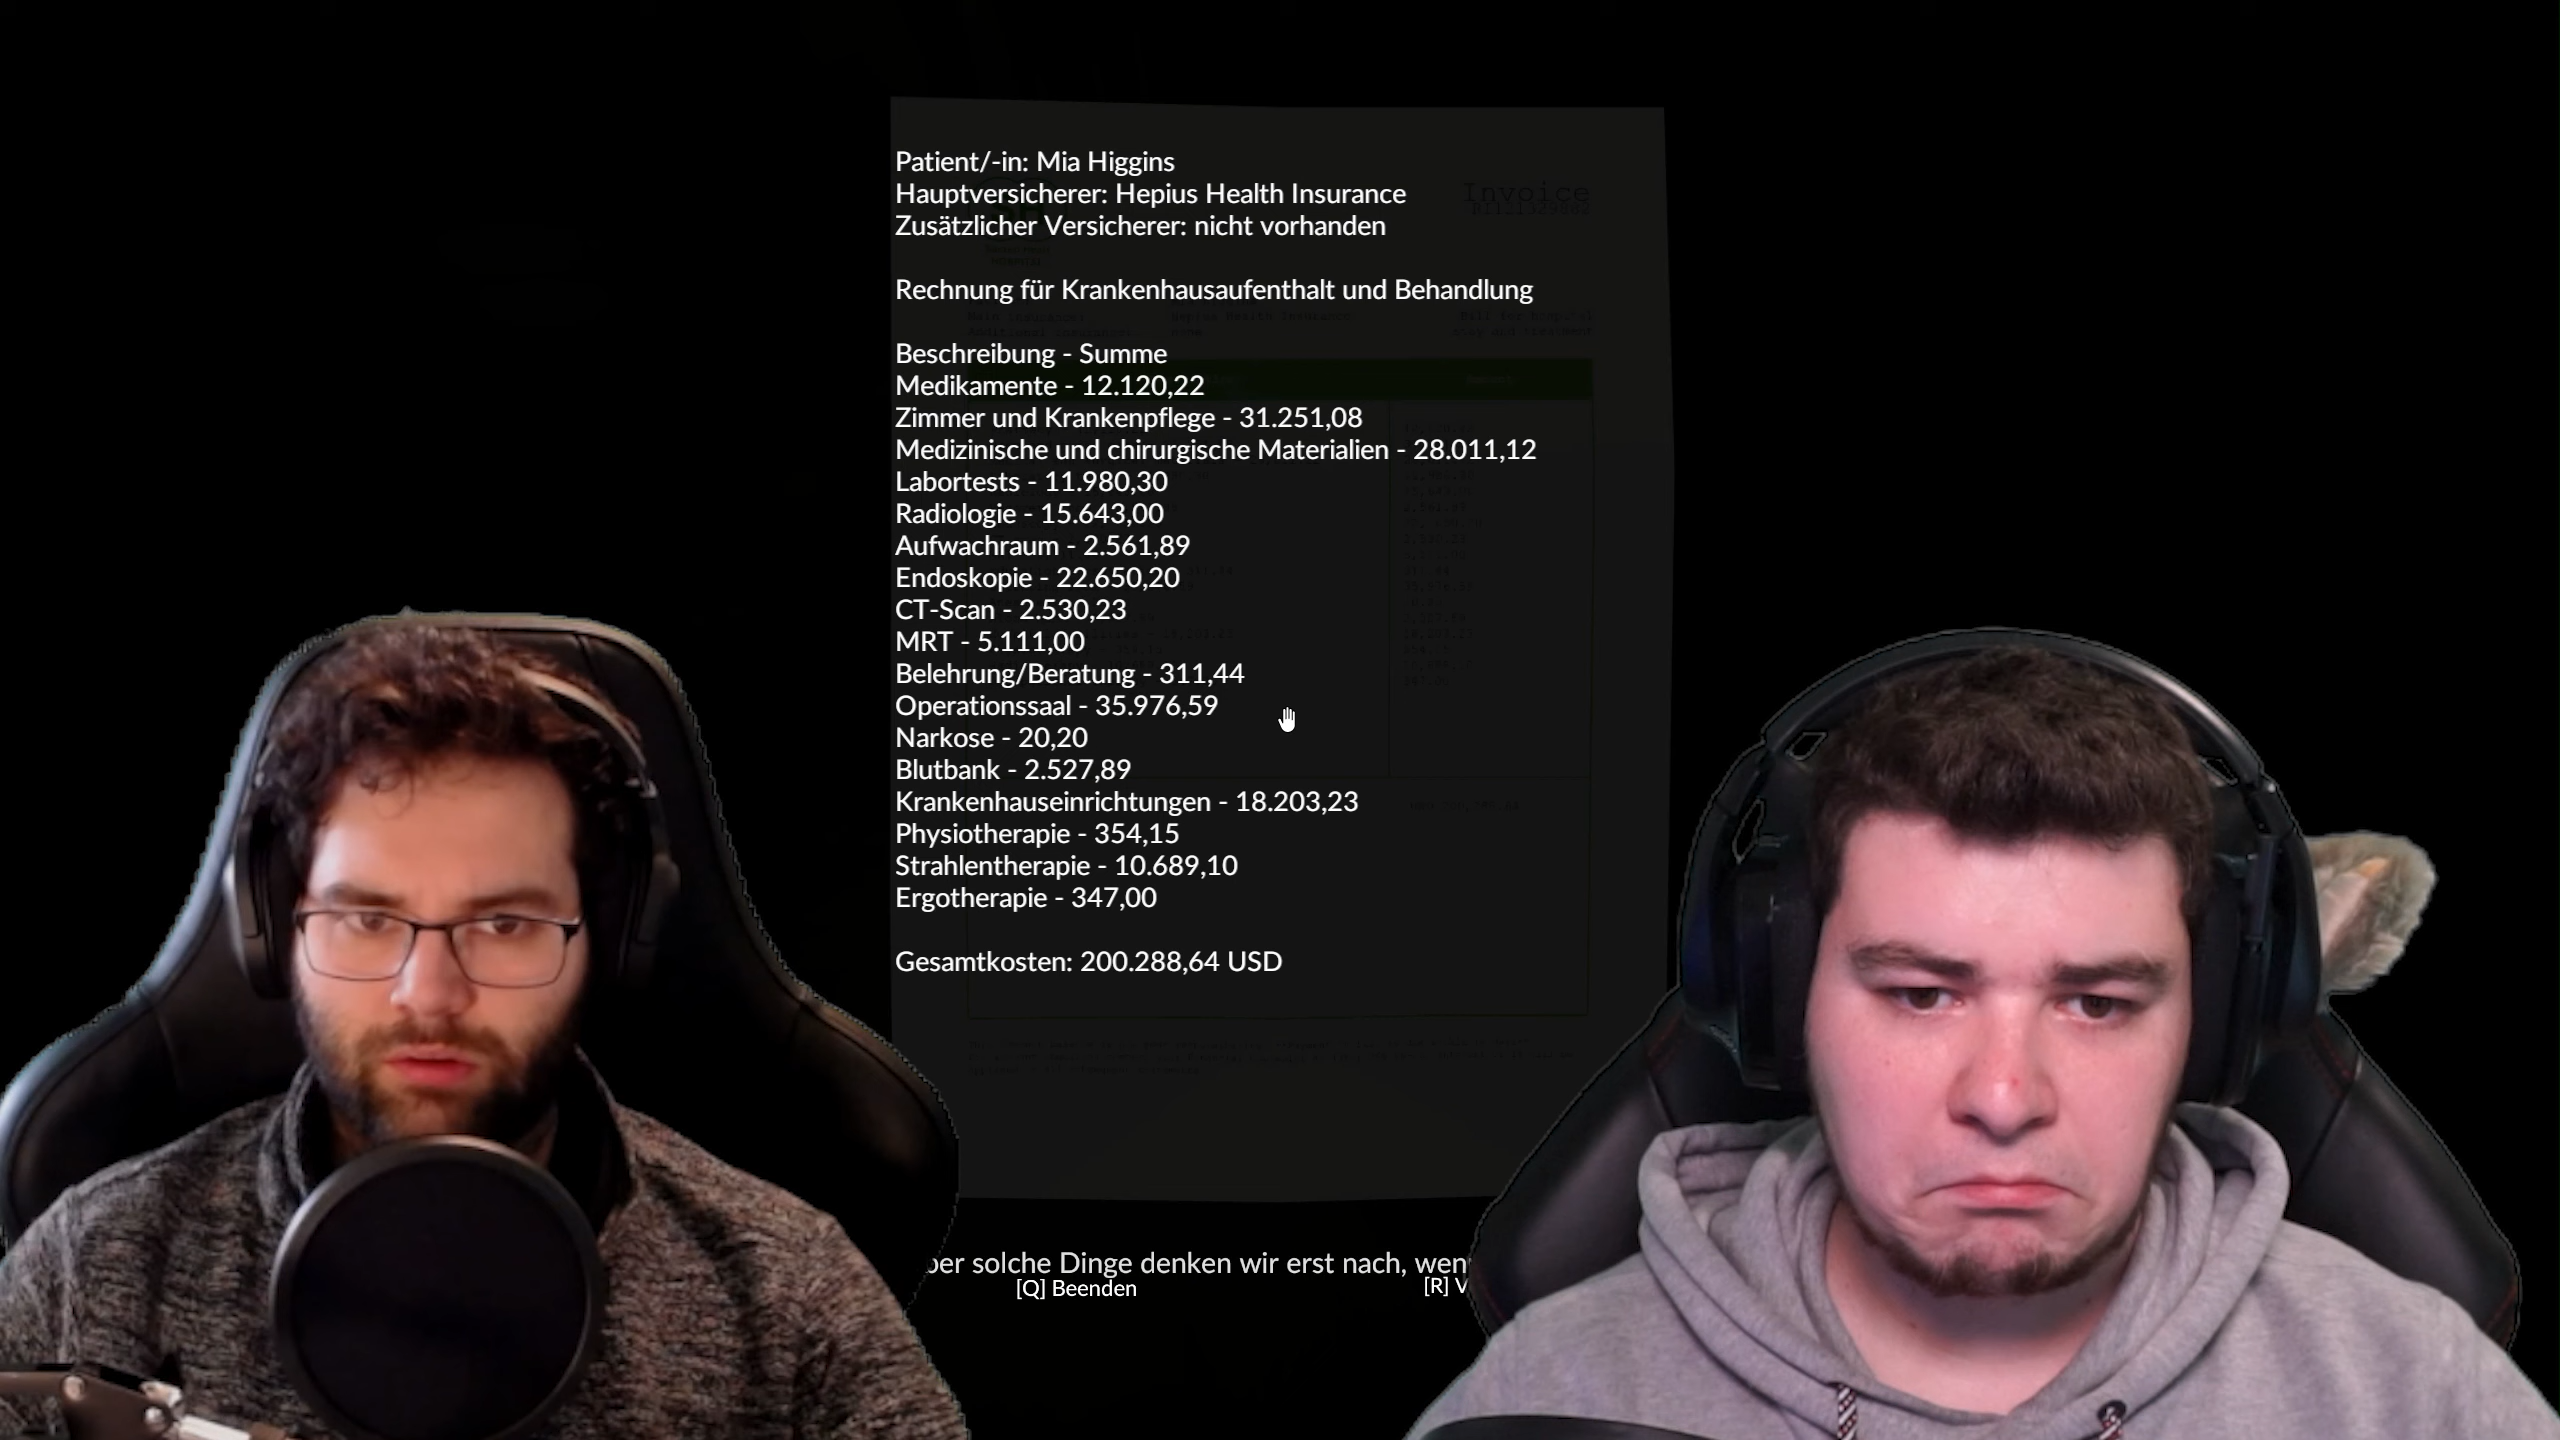 Patient/-in: Mia Higgins
Hauptversicherer: Hepius Health Insurance
Zusätzlicher Versicherer: nicht vorhanden
Invoice
Rechnung für Krankenhausaufenthalt und Behandlung
Beschreibung - Summe
Medikamente - 12.120,22
Zimmer und Krankenpflege - 31.251,08
Medizinische und chirurgische Materialien - 28.011,12
Labortests - 11.980,30
Radiologie - 15.643,00
Aufwachraum - 2.561,89
Endoskopie - 22.650,20
CT-Scan - 2.530,23
MRT - 5.111,00
Belehrung/Beratung - 311,44
Operationssaal - 35.976,59
Narkose - 20,20
Blutbank - 2.527,89
Krankenhauseinrichtungen - 18.203,23
Physiotherapie - 354,15
Strahlentherapie - 10.689,10
Ergotherapie - 347,00
Gesamtkosten: 200.288,64 USD
solche Dinge denken wir erst nach,
[Q] Beenden
[R]